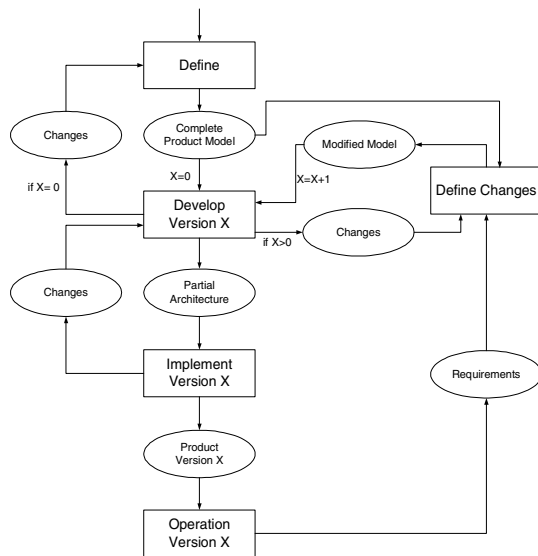 Define
Changes
Complete
Product Model
Modified Model
X=0
X=X+1
if X= 0
Develop
Version X
Define Changes
if X>0
Changes
Changes
Partial
Architecture
Implement
Version X
Requirements
Product
Version X
Operation
Version X